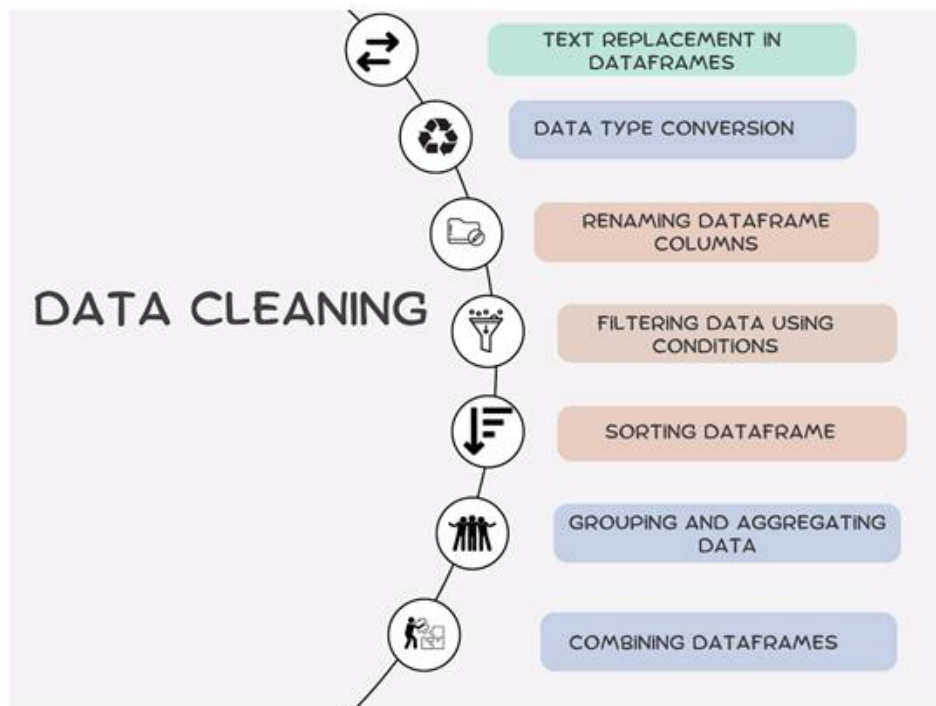 TEXT REPLACEMENT IN
DATAFRAMES
DATA TYPE CONVERSION
RENAMING DATAFRAME
COLUMNS
DATA CLEANING
FILTERING DATA USING
CONDITIONS
SORTING DATAFRAME
GROUPING AND AGGREGATING
DATA
COMBINING DATAFRAMES